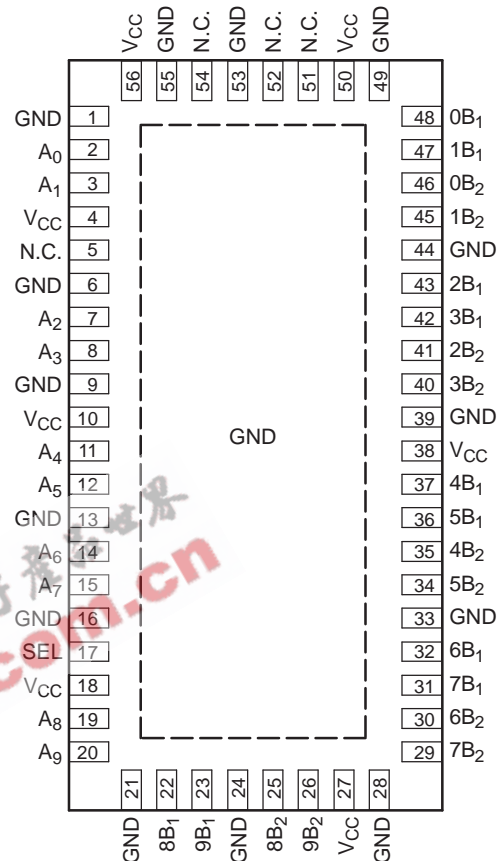 VCC GND N.C. GND N.C. N.C. VCC GND
56 55 54 53 52 51 50 49
GND 1 48 0B1
A0 2 47 1B1
A1 3 46 0B2
VCC 4 45 1B2
N.C. 5 44 GND
GND 6 43 2B1
A2 7 42 3B1
A3 8 41 2B2
GND 9 40 3B2
VCC 10 39 GND
GND
A4 11 38 VCC
A5 12 37 4B1
GND 13 36 5B1
A6 14 35 4B2
A7 15 34 5B2
GND 16 33 GND
SEL 17 32 6B1
VCC 18 31 7B1
A8 19 30 6B2
A9 20 29 7B2
21 22 23 24 25 26 27 28
GND 8B1 9B1 GND 8B2 9B2 VCC GND
com.cn